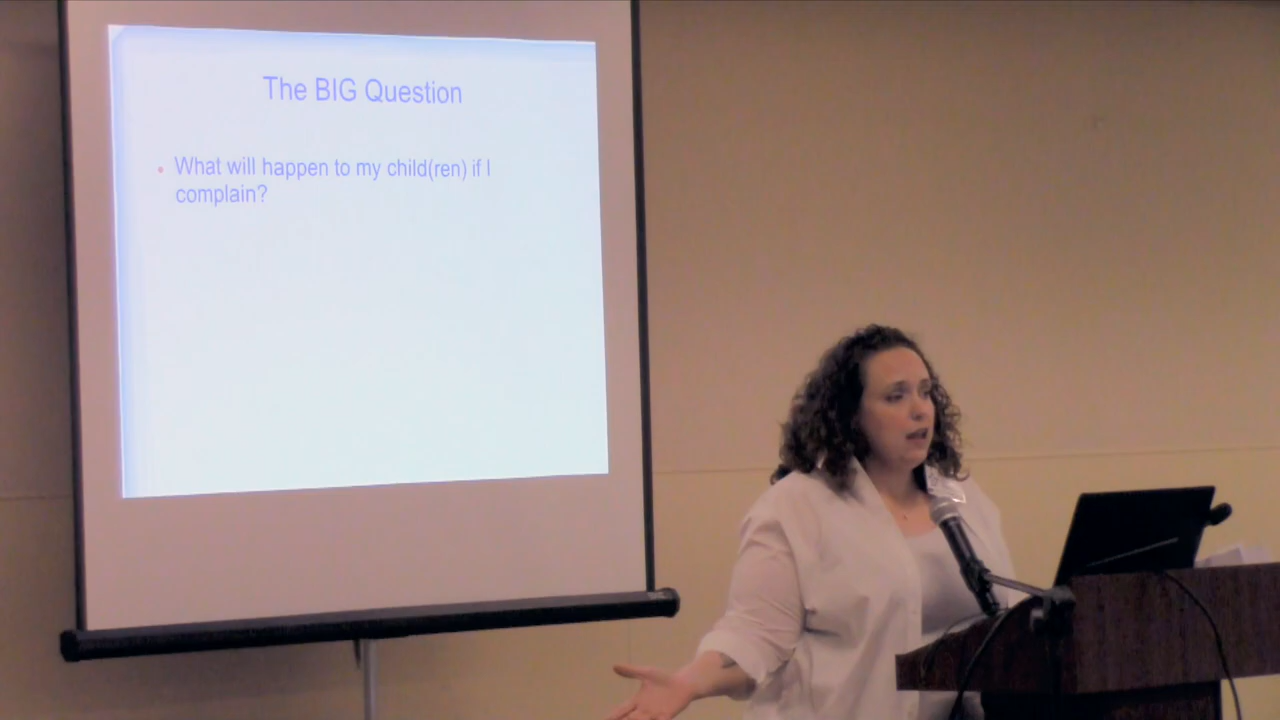 The BIG Question
• What will happen to my child(ren) if I
complain?